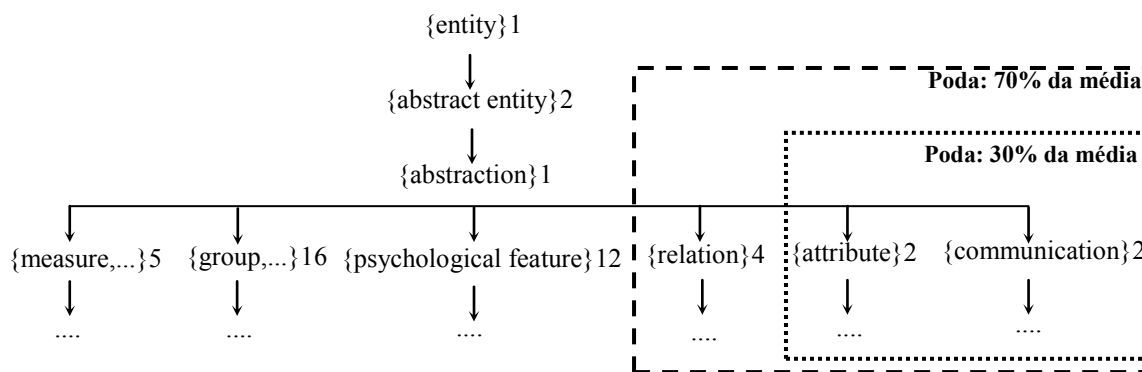 {entity}1
Poda: 70% da média
{abstract entity}2
Poda: 30% da média
{abstraction}1
{measure,...}5 {group,...}16 {psychological feature}12 {relation}4 {attribute}2 {communication}2
.... .... .... .... .... ....